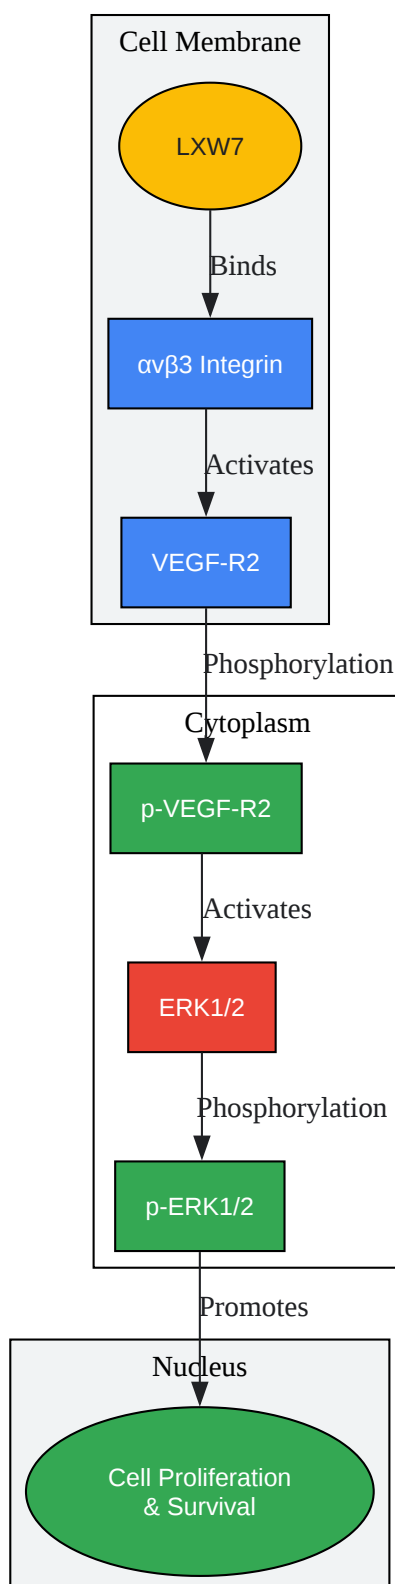 Cell Membrane
LXW7
Binds
αvβ3 Integrin
Activates
VEGF-R2
Phosphorylation
Cytoplasm
p-VEGF-R2
Activates
ERK1/2
Phosphorylation
p-ERK1/2
Promotes
Nucleus
Cell Proliferation
& Survival